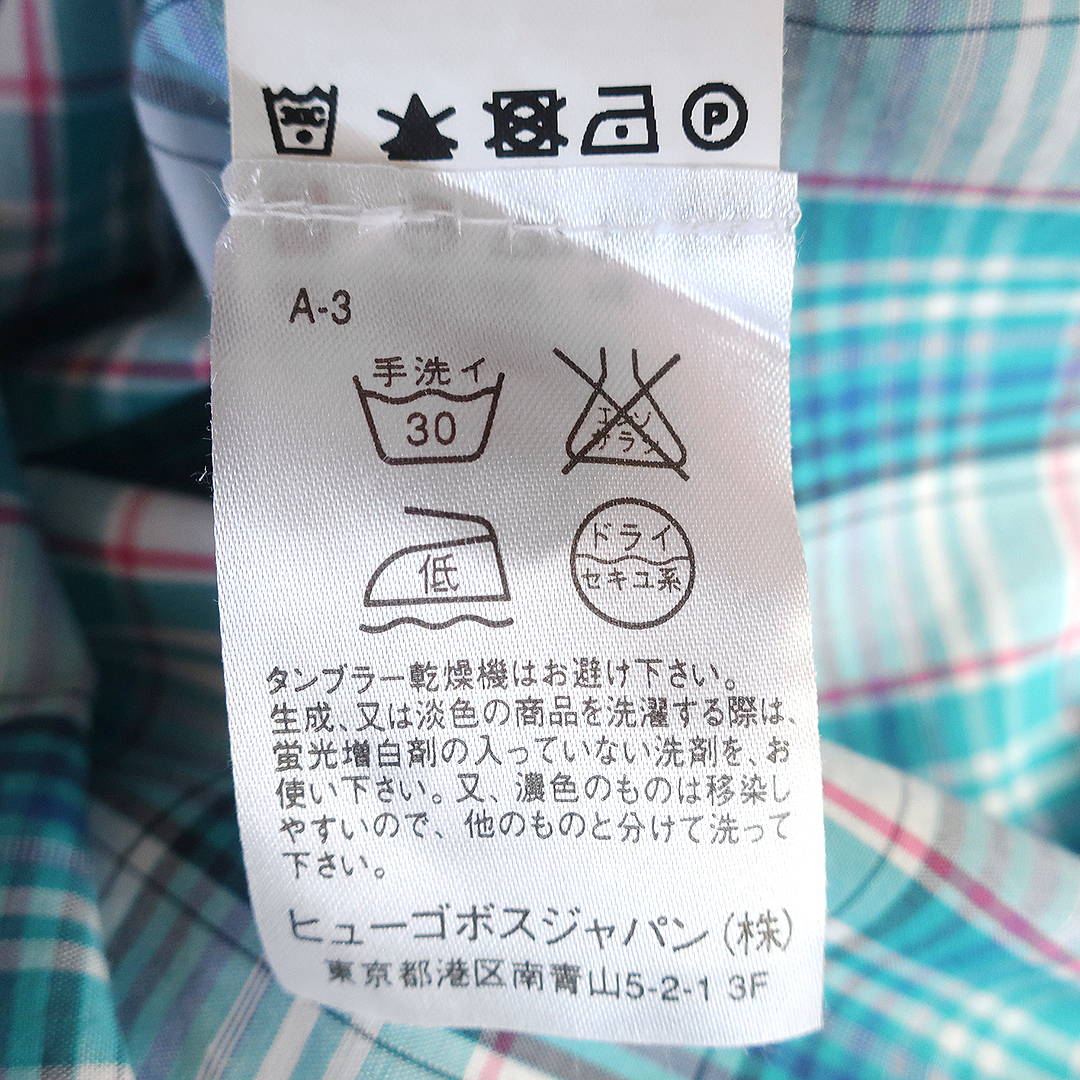 30C
P
A-3
手洗イ
30
エンソ
サラシ
低
ドライ
セキユ系
タンブラー乾燥機はお避け下さい。
生成、又は淡色の商品を洗濯する際は、
蛍光増白剤の入っていない洗剤を、お
使い下さい。又、濃色のものは移染し
やすいので、他のものと分けて洗って
下さい。
ヒューゴボスジャパン(株)
東京都港区南青山5-2-1 3F